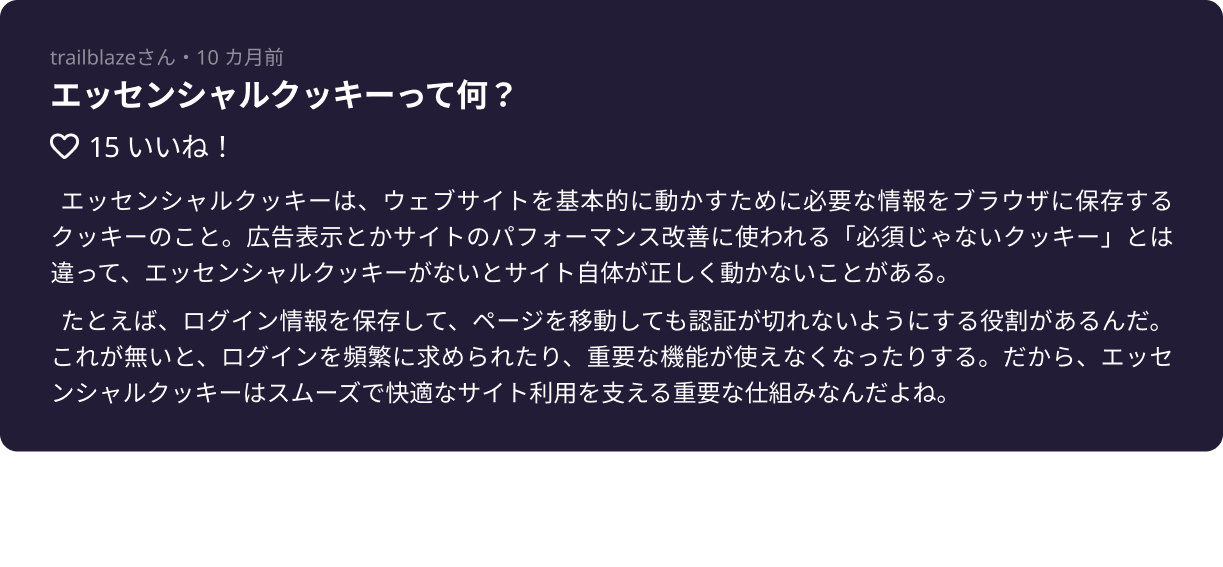 trailblazeさん・10 カ月前
エッセンシャルクッキーって何？
15 いいね！
エッセンシャルクッキーは、ウェブサイトを基本的に動かすために必要な情報をブラウザに保存する
クッキーのこと。広告表示とかサイトのパフォーマンス改善に使われる「必須じゃないクッキー」とは
違って、エッセンシャルクッキーがないとサイト自体が正しく動かないことがある。
たとえば、ログイン情報を保存して、ページを移動しても認証が切れないようにする役割があるんだ。
これが無いと、ログインを頻繁に求められたり、重要な機能が使えなくなったりする。だから、エッセ
ンシャルクッキーはスムーズで快適なサイト利用を支える重要な仕組みなんだよね。